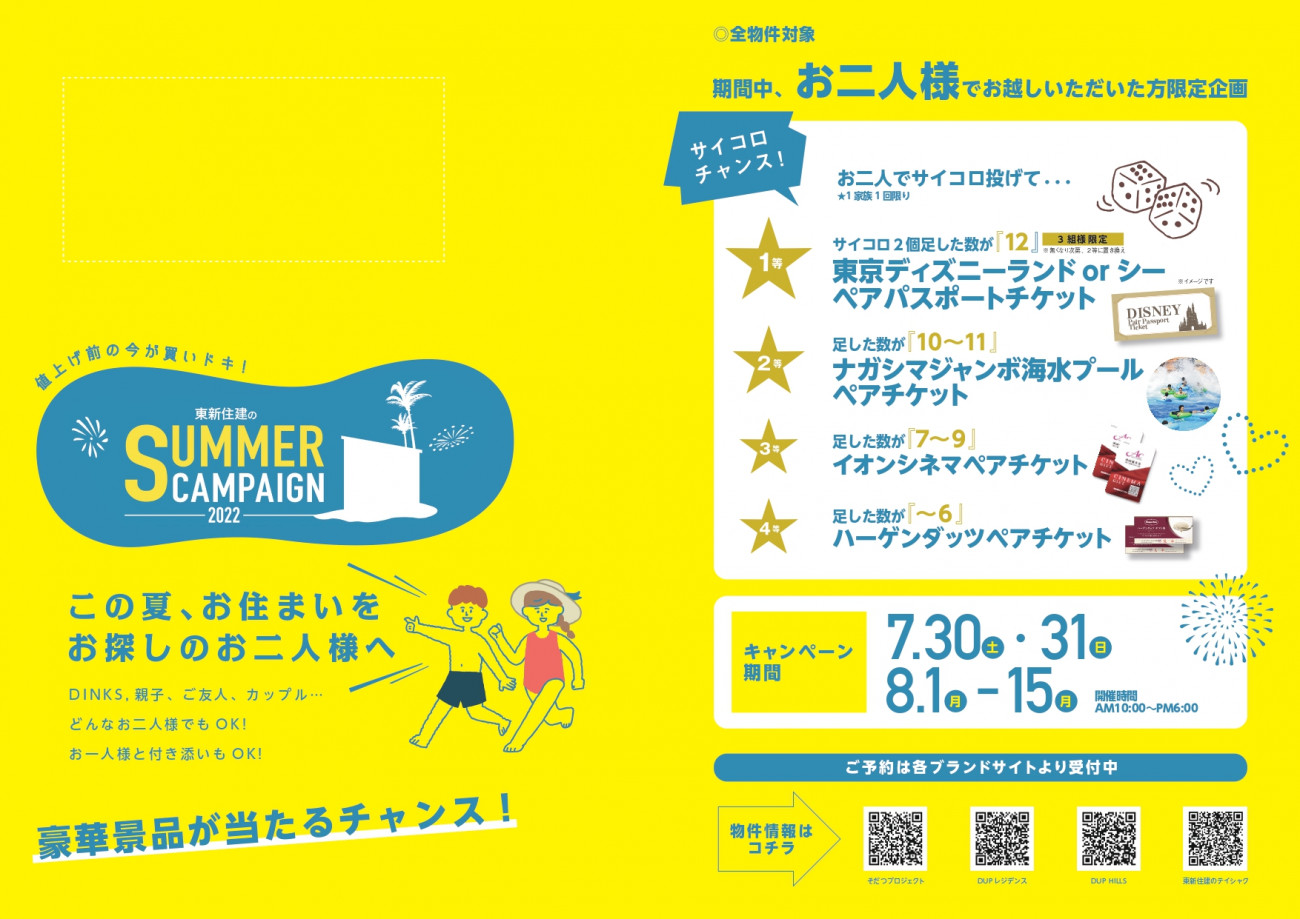 値上げ前の今が買いドキ！
東新住建の
SUMMER
CAMPAIGN
2022
この夏、お住まいを
お探しのお二人様へ
DINKS, 親子、ご友人、カップル…
どんなお二人様でもOK!
お一人様と付き添いもOK!
豪華景品が当たるチャンス！
◎全物件対象
期間中、お二人様でお越しいただいた方限定企画
サイコロ
チャンス！
お二人でサイコロ投げて...
★1家族1回限り
1等
サイコロ2個足した数が『12』 3組様限定
※無くなり次第、2等に置き換え
東京ディズニーランド or シー
ペアパスポートチケット
※イメージです
DISNEY
Pair Passport
Ticket
2等
足した数が『10〜11』
ナガシマジャンボ海水プール
ペアチケット
3等
足した数が『7〜9』
イオンシネマペアチケット
4等
足した数が『〜6』
ハーゲンダッツペアチケット
キャンペーン
期間
7.30土・31日
8.1月-15月
開催時間
AM10:00〜PM6:00
ご予約は各ブランドサイトより受付中
物件情報は
コチラ
そだつプロジェクト
DUPレジデンス
DUP HILLS
東新住建のテイシャク